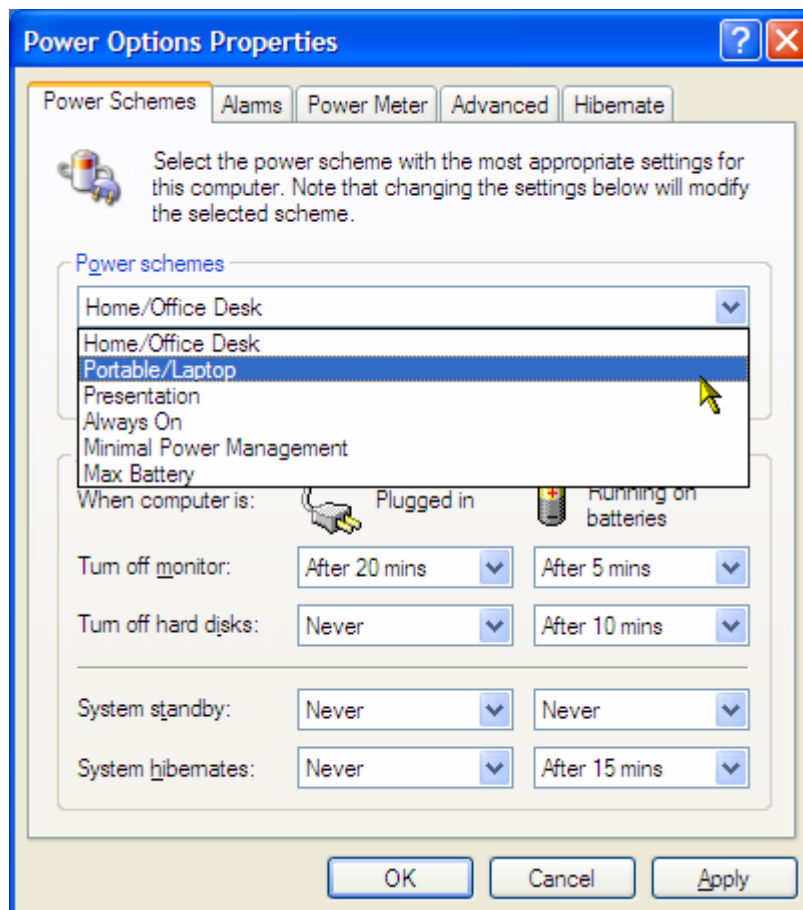 Power Options Properties
Power Schemes Alarms Power Meter Advanced Hibernate
Select the power scheme with the most appropriate settings for
this computer. Note that changing the settings below will modify
the selected scheme.
Power schemes
Home/Office Desk
Home/Office Desk
Portable/Laptop
Presentation
Always On
Minimal Power Management
Max Battery
When computer is: Plugged in Running on
batteries
Turn off monitor: After 20 mins After 5 mins
Turn off hard disks: Never After 10 mins
System standby: Never Never
System hibernates: Never After 15 mins
OK Cancel Apply